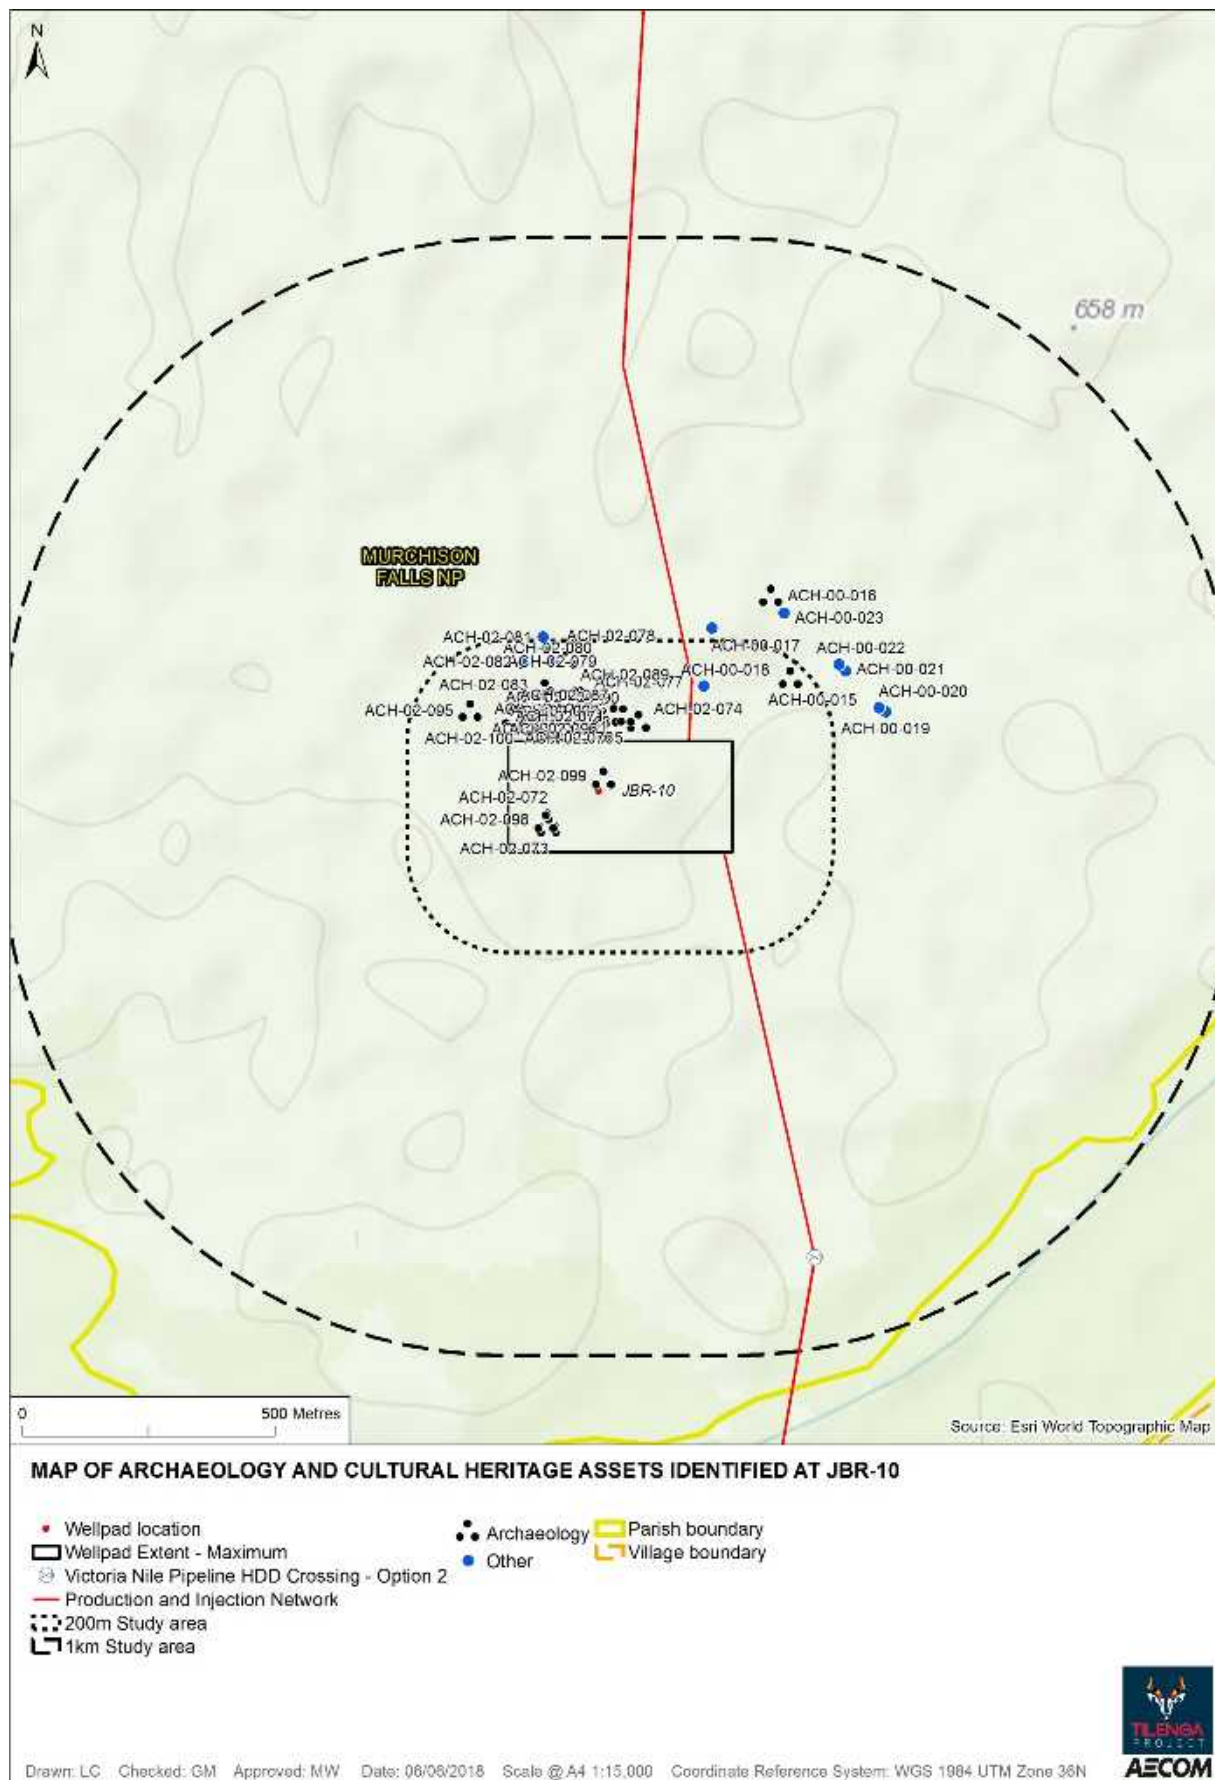 N
658 m
MURCHISON
FALLS NP
ACH-00-016
ACH-00-023
ACH-02-081
ACH-02-078
ACH-00-017
ACH-02-080
ACH-00-022
ACH-02-082
ACH-02-079
ACH-02-089
ACH-00-018
ACH-00-021
ACH-02-083
ACH-02-077
ACH-00-015
ACH-00-020
ACH-02-095
ACH-02-074
ACH-00-019
ACH-02-100
ACH-02-099
JBR-10
ACH-02-072
ACH-02-098
ACH-02-073
0
500 Metres
Source: Esri World Topographic Map
MAP OF ARCHAEOLOGY AND CULTURAL HERITAGE ASSETS IDENTIFIED AT JBR-10
Wellpad location
Wellpad Extent - Maximum
Victoria Nile Pipeline HDD Crossing - Option 2
Production and Injection Network
200m Study area
1km Study area
Archaeology
Other
Parish boundary
Village boundary
TILENGA
PROJECT
AECOM
Drawn: LC Checked: GM Approved: MW Date: 06/06/2018 Scale @ A4 1:15,000 Coordinate Reference System: WGS 1984 UTM Zone 36N